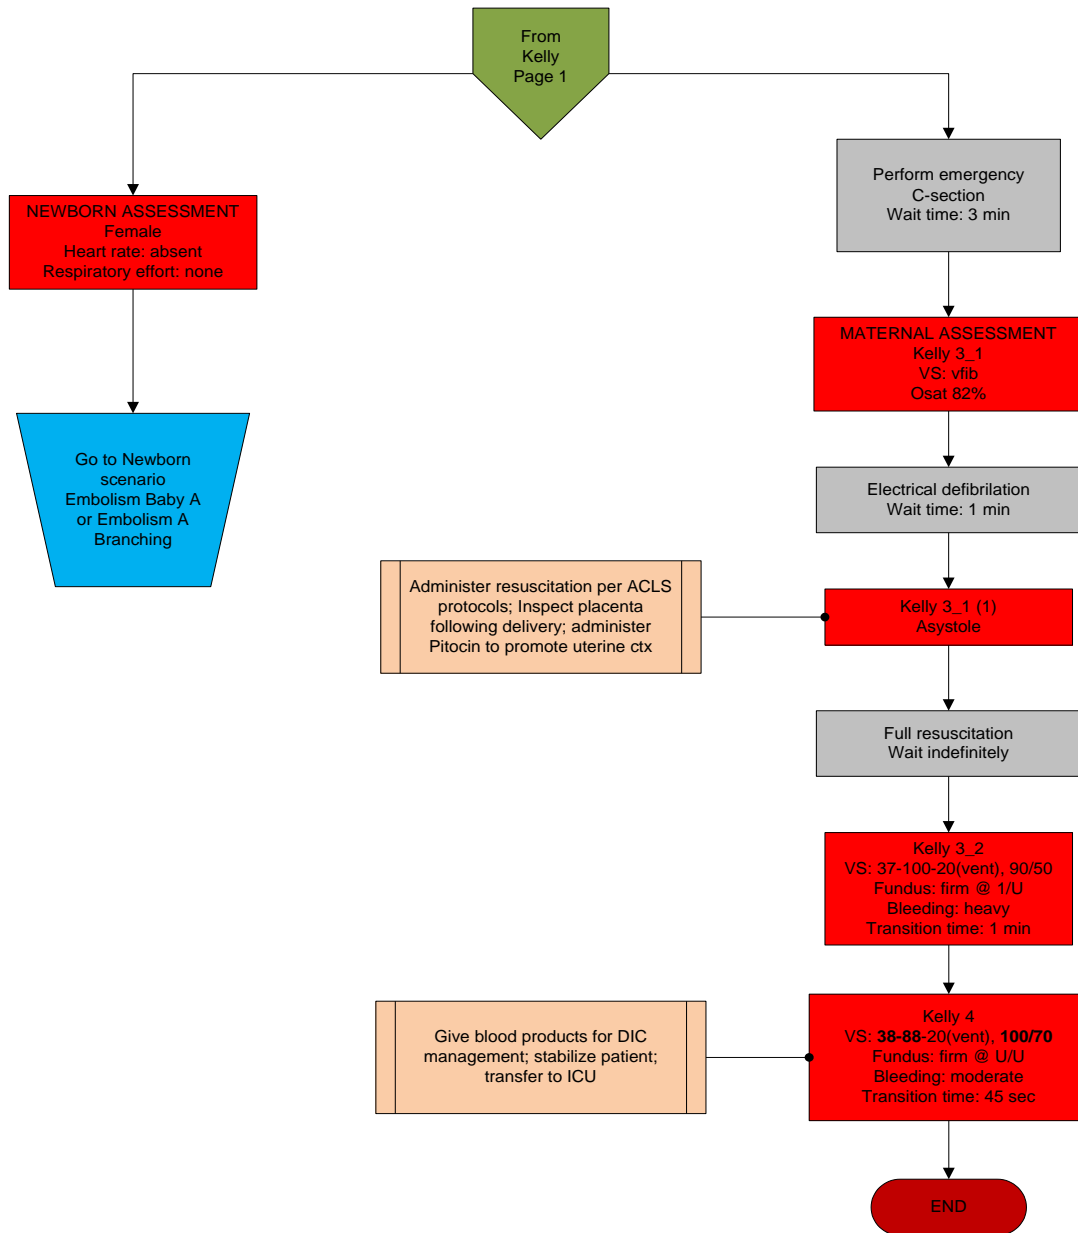 From
Kelly
Page 1
Perform emergency
C-section
Wait time: 3 min
NEWBORN ASSESSMENT
Female
Heart rate: absent
Respiratory effort: none
MATERNAL ASSESSMENT
Kelly 3_1
VS: vfib
Osat 82%
Go to Newborn
scenario
Embolism Baby A
or Embolism A
Branching
Electrical defibrilation
Wait time: 1 min
Administer resuscitation per ACLS
protocols; Inspect placenta
following delivery; administer
Pitocin to promote uterine ctx
Kelly 3_1 (1)
Asystole
Full resuscitation
Wait indefinitely
Kelly 3_2
VS: 37-100-20(vent), 90/50
Fundus: firm @ 1/U
Bleeding: heavy
Transition time: 1 min
Give blood products for DIC
management; stabilize patient;
transfer to ICU
Kelly 4
VS: 38-88-20(vent), 100/70
Fundus: firm @ U/U
Bleeding: moderate
Transition time: 45 sec
END